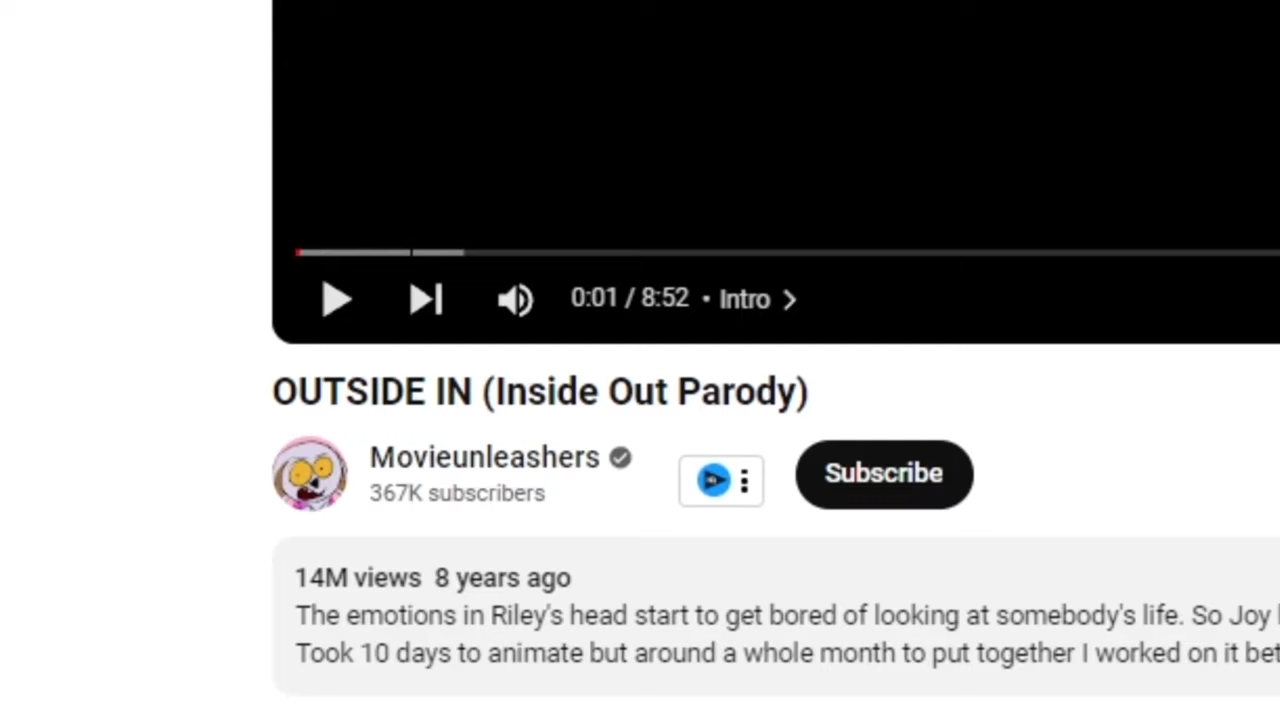 0:01 / 8:52 • Intro >
OUTSIDE IN (Inside Out Parody)
Movieunleashers
367K subscribers
Subscribe
14M views 8 years ago
The emotions in Riley's head start to get bored of looking at somebody's life. So Joy
Took 10 days to animate but around a whole month to put together I worked on it bet